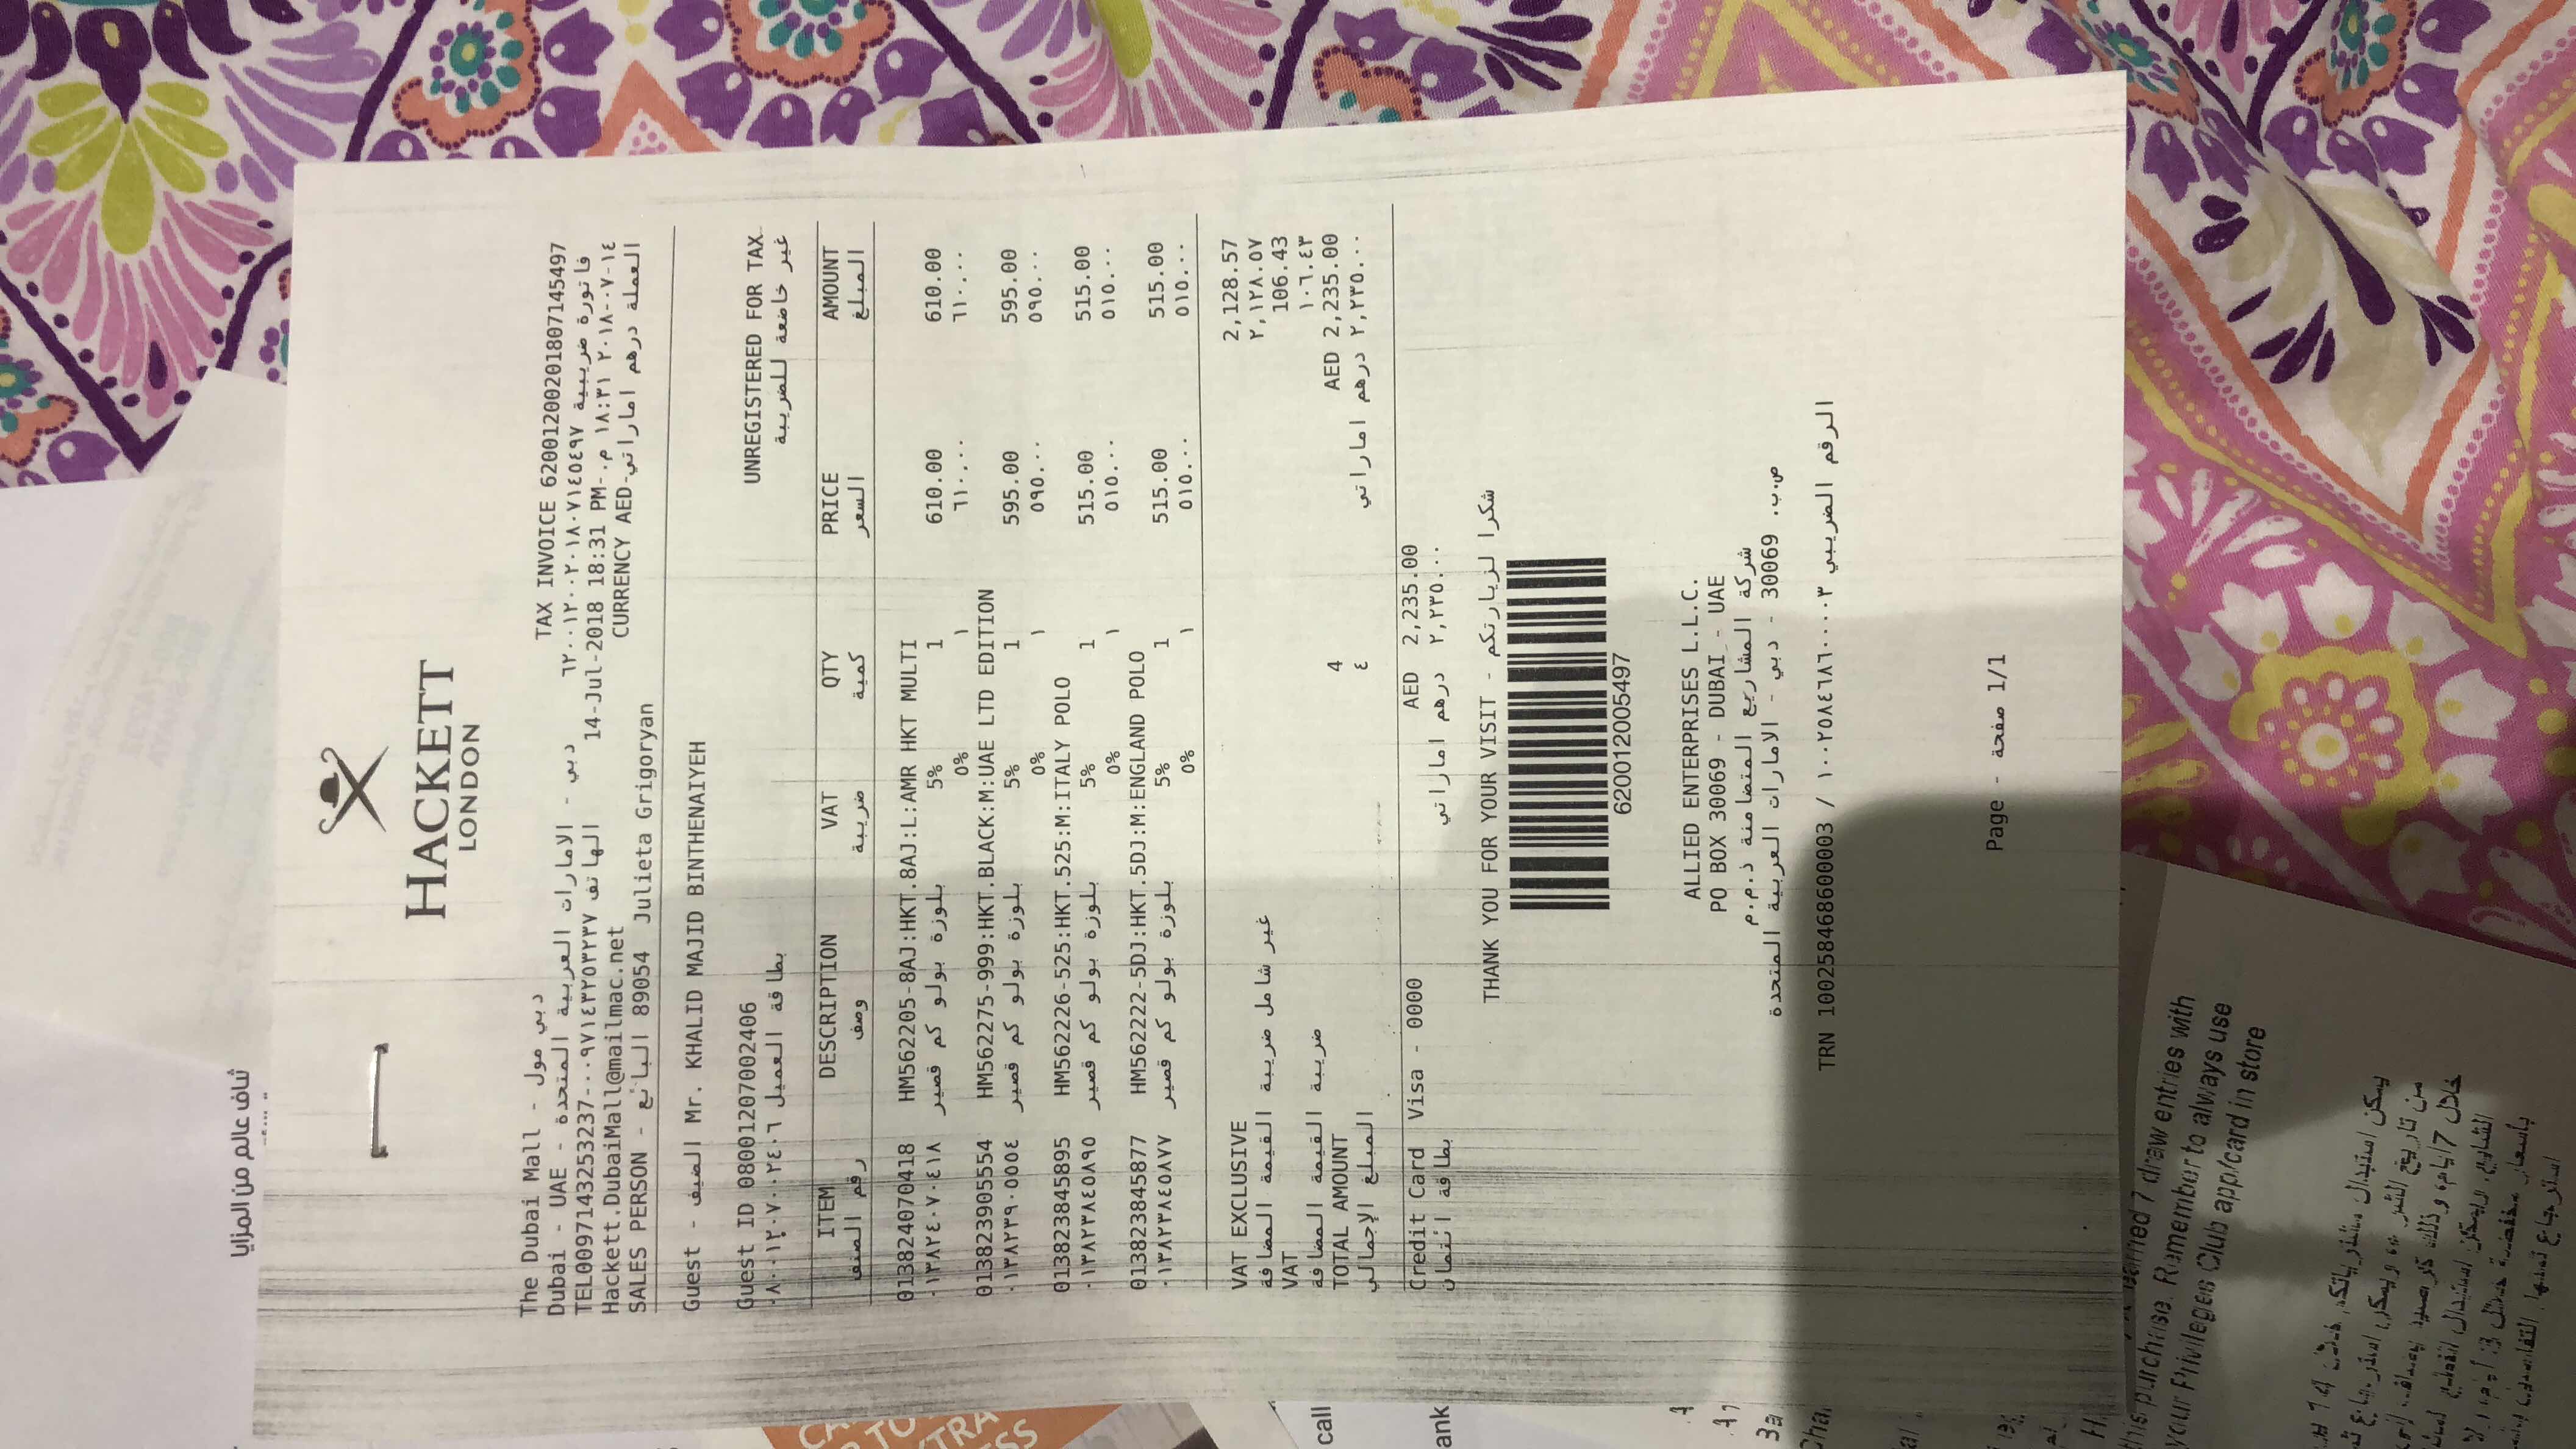 ثاف عالم من المزايا
HACKETT
LONDON
The Dubai Mall - دبي مول
Dubai - UAE - دبي - الامارات العربية المتحدة
TEL0097143253237-٠٠٩٧١٤٣٢٥٣٢٣٧ الهاتف
Hackett.DubaiMall@mailmac.net
SALES PERSON - البائع 89054 Julieta Grigoryan
TAX INVOICE 62001200201807145497
فاتورة ضريبية ٦٢٠٠١٢٠٠٢٠١٨٠٧١٤٥٤٩٧
14-Jul-2018 18:31 PM-.م ١٨:٣١ ٢٠١٨-٠٧-١٤
CURRENCY AED-العملة درهم اماراتي
Guest - الضيف Mr. KHALID MAJID BINTHENAIYEH
Guest ID 08001207002406
بطاقة العميل ٠٨٠٠١٢٠٧٠٠٢٤٠٦
UNREGISTERED FOR TAX
غير خاضعة للضريبة
ITEM DESCRIPTION VAT QTY PRICE AMOUNT
رقم الصنف وصف ضريبة كمية السعر المبلغ
013824070418 HM562205-8AJ:HKT.8AJ:L:AMR HKT MULTI
٠١٣٨٢٤٠٧٠٤١٨ بلوزة بولو كم قصير 5% 1 610.00 610.00
0% ١ ٦١٠.٠٠ ٦١٠.٠٠
013823905554 HM562275-999:HKT.BLACK:M:UAE LTD EDITION
٠١٣٨٢٣٩٠٥٥٥٤ بلوزة بولو كم قصير 5% 1 595.00 595.00
0% ١ ٥٩٥.٠٠ ٥٩٥.٠٠
013823845895 HM562226-525:HKT.525:M:ITALY POLO
٠١٣٨٢٣٨٤٥٨٩٥ بلوزة بولو كم قصير 5% 1 515.00 515.00
0% ١ ٥١٥.٠٠ ٥١٥.٠٠
013823845877 HM562222-5DJ:HKT.5DJ:M:ENGLAND POLO
٠١٣٨٢٣٨٤٥٨٧٧ بلوزة بولو كم قصير 5% 1 515.00 515.00
0% ١ ٥١٥.٠٠ ٥١٥.٠٠
VAT EXCLUSIVE 2,128.57
غير شامل ضريبة القيمة المضافة ٢,١٢٨.٥٧
VAT 106.43
ضريبة القيمة المضافة ١٠٦.٤٣
TOTAL AMOUNT 4 AED 2,235.00
المبلغ الإجمالي ٤ ٢,٢٣٥.٠٠ درهم اماراتي
Credit Card Visa - 0000 AED 2,235.00
بطاقة ائتمان ٢,٢٣٥.٠٠ درهم اماراتي
THANK YOU FOR YOUR VISIT - شكرا لزيارتكم
620012005497
ALLIED ENTERPRISES L.L.C.
PO BOX 30069 - DUBAI - UAE
شركة المشاريع المتضامنة ذ.م.م
ص.ب. 30069 - دبي - الامارات العربية المتحدة
TRN 100258468600003 / ١٠٠٢٥٨٤٦٨٦٠٠٠٠٣ الرقم الضريبي
Page - صفحة 1/1
call
ank
earned 7 draw entries with
this purchase. Remember to always use
your Privileges Club app/card in store
يمكن استبدال مشترياتكم خلال 14
من تاريخ الشراء ويمكن استرجاع
خلال 7 أيام وذلك كرصيد يضاف إلى
الشايع. ويمكن استبدال القطع
بأسعار مخفضة خلال 3 أيام ولا
استرجاع ثمنها.